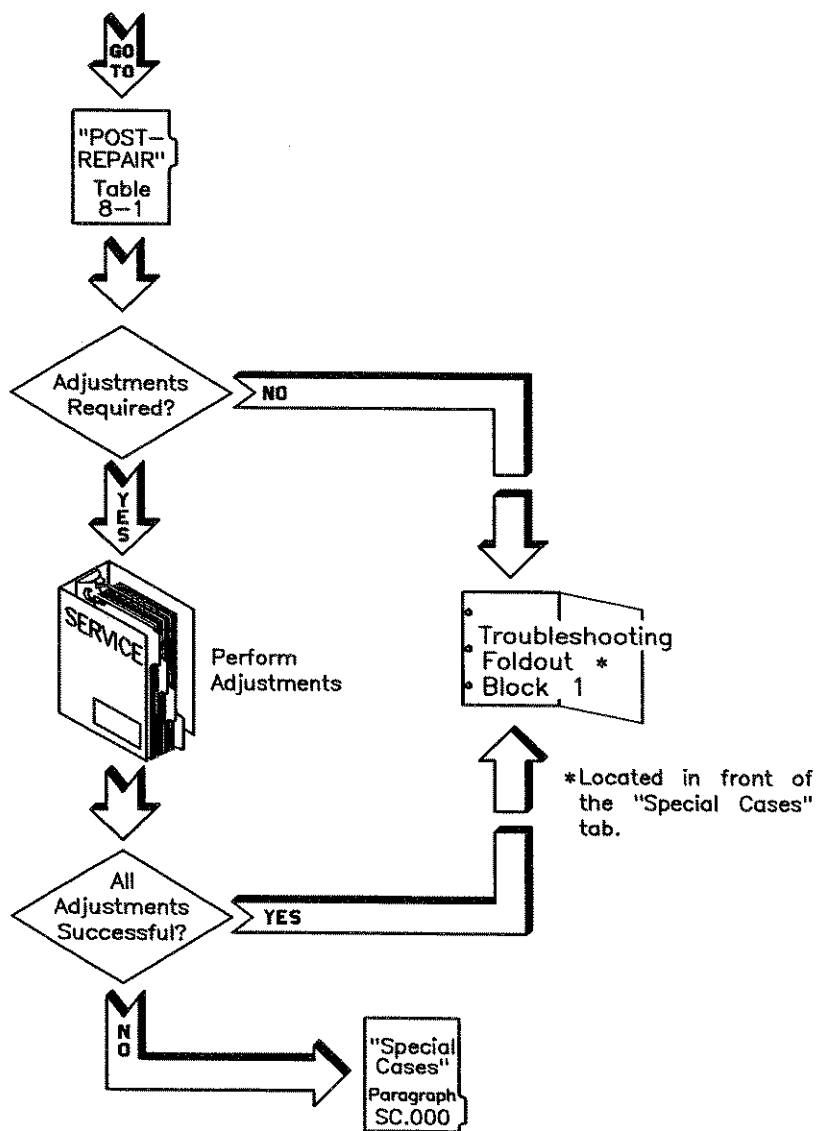 GO
TO
"POST-
REPAIR"
Table
8-1
Adjustments
Required?
NO
YES
SERVICE
Perform
Adjustments
Troubleshooting
Foldout *
Block 1
*Located in front of
the "Special Cases"
tab.
All
Adjustments
Successful?
YES
NO
"Special
Cases"
Paragraph
SC.000